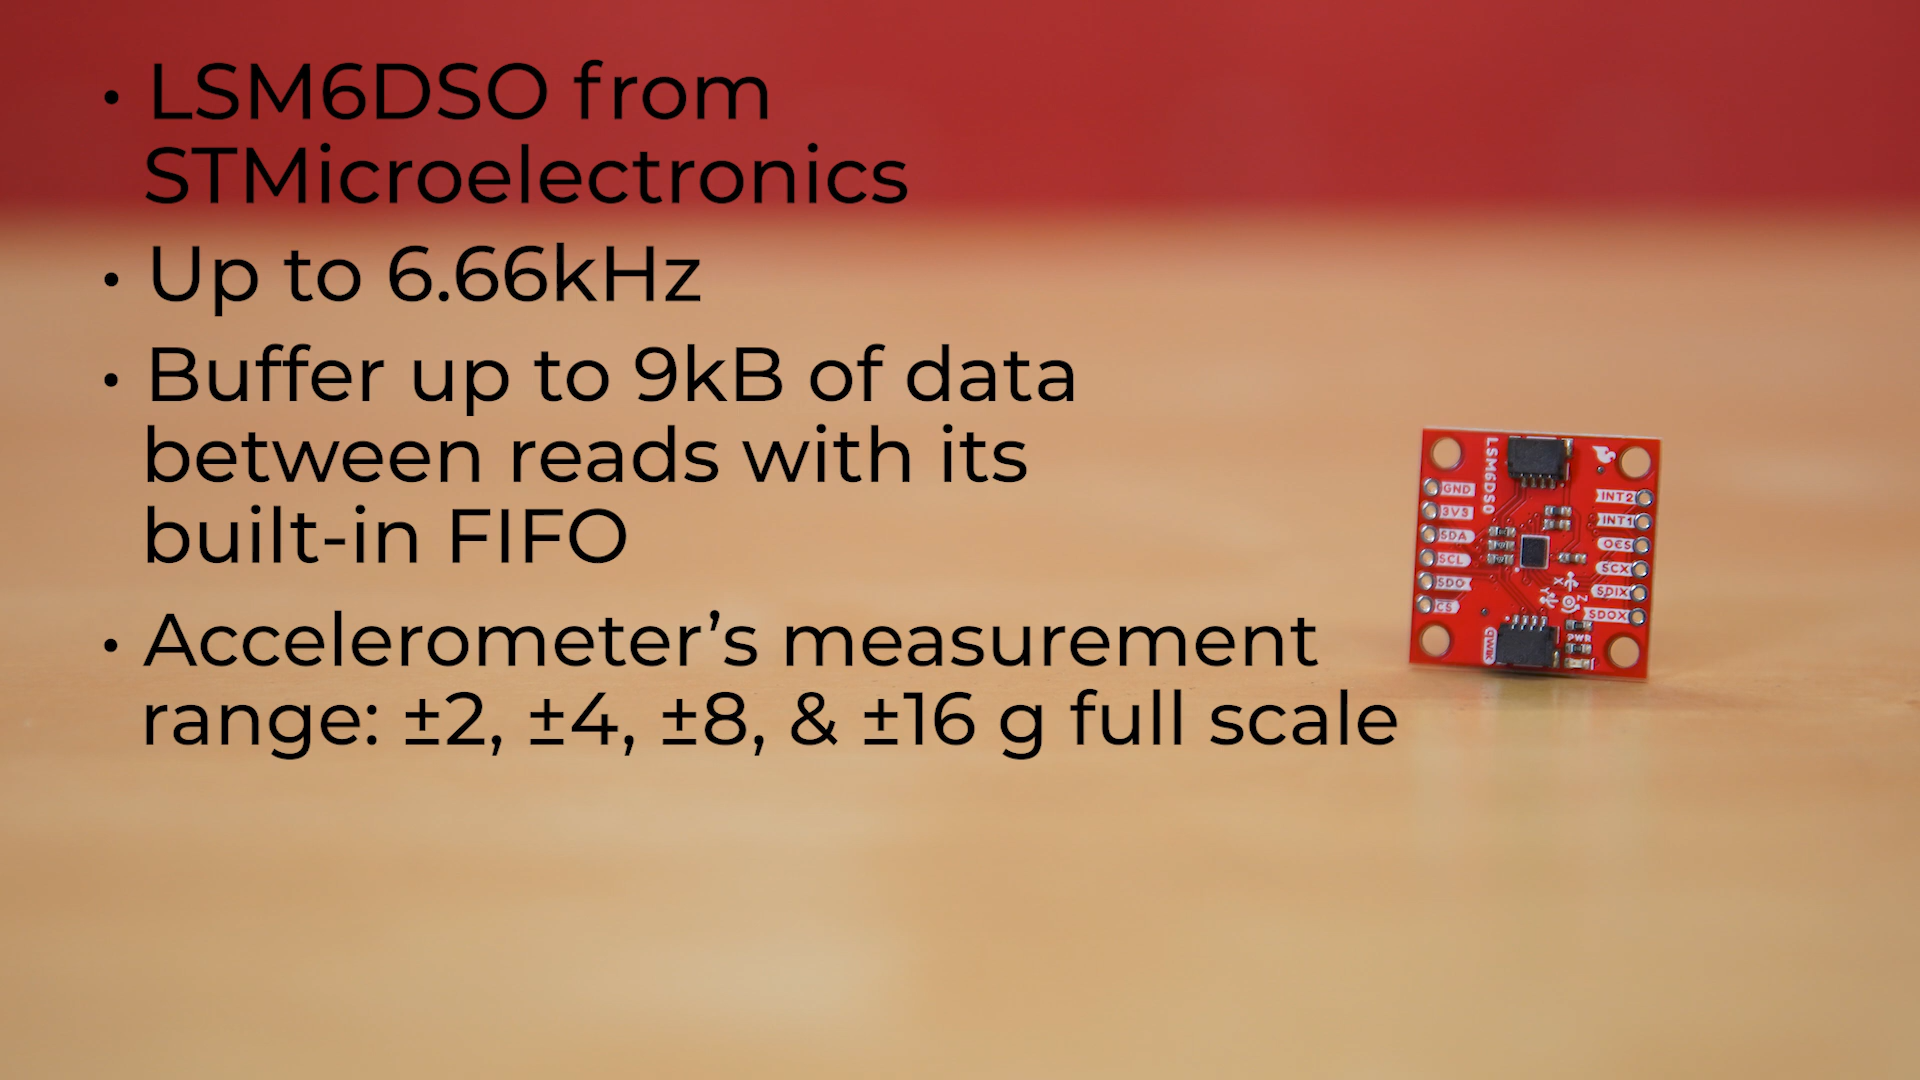 • LSM6DSO from
STMicroelectronics
• Up to 6.66kHz
• Buffer up to 9kB of data
between reads with its
built-in FIFO
• Accelerometer’s measurement
range: ±2, ±4, ±8, & ±16 g full scale
LSM6DSO
GND
3V3
SDA
SCL
SDO
CS
INT2
INT1
OCS
SCX
SDIX
SDOX
X
Y
Z
QWIIC
PWR